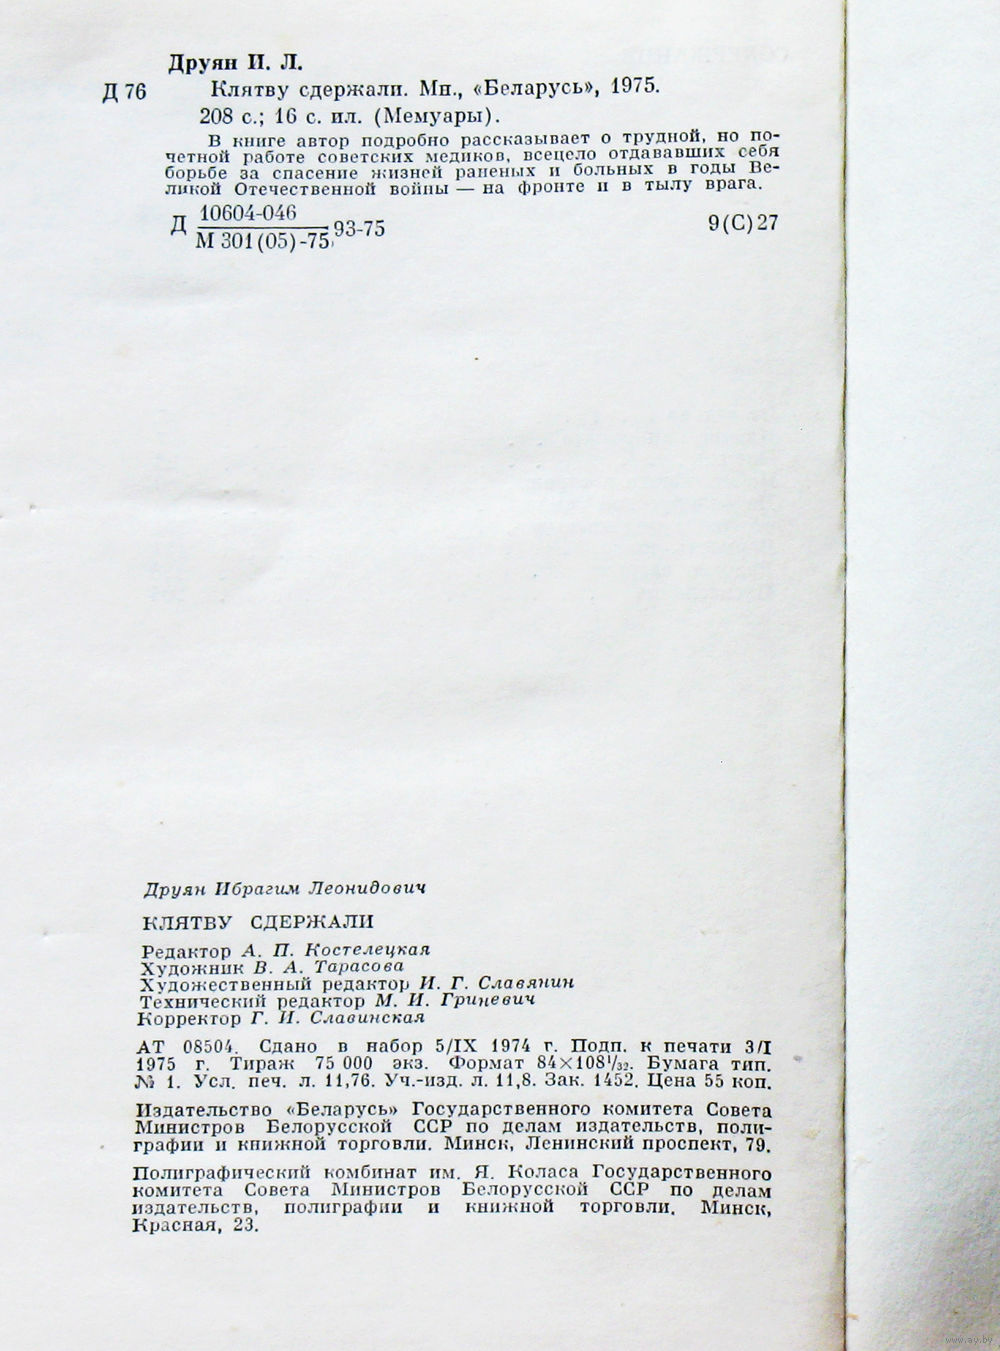 Друян И. Л.
Д 76 Клятву сдержали. Мн., «Беларусь», 1975.
208 с.; 16 с. ил. (Мемуары).
В книге автор подробно рассказывает о трудной, но по-
четной работе советских медиков, всецело отдававших себя
борьбе за спасение жизней раненых и больных в годы Ве-
ликой Отечественной войны — на фронте и в тылу врага.
10604-046
Д 93-75 9(С)27
М 301(05)-75
Друян Ибрагим Леонидович
КЛЯТВУ СДЕРЖАЛИ
Редактор А. П. Костелецкая
Художник В. А. Тарасова
Художественный редактор И. Г. Славянин
Технический редактор М. И. Гриневич
Корректор Г. И. Славинская
АТ 08504. Сдано в набор 5/IX 1974 г. Подп. к печати 3/I
1975 г. Тираж 75 000 экз. Формат 84×108¹/₃₂. Бумага тип.
№ 1. Усл. печ. л. 11,76. Уч.-изд. л. 11,8. Зак. 1452. Цена 55 коп.
Издательство «Беларусь» Государственного комитета Совета
Министров Белорусской ССР по делам издательств, поли-
графии и книжной торговли. Минск, Ленинский проспект, 79.
Полиграфический комбинат им. Я. Коласа Государственного
комитета Совета Министров Белорусской ССР по делам
издательств, полиграфии и книжной торговли. Минск,
Красная, 23.
www.ay.by